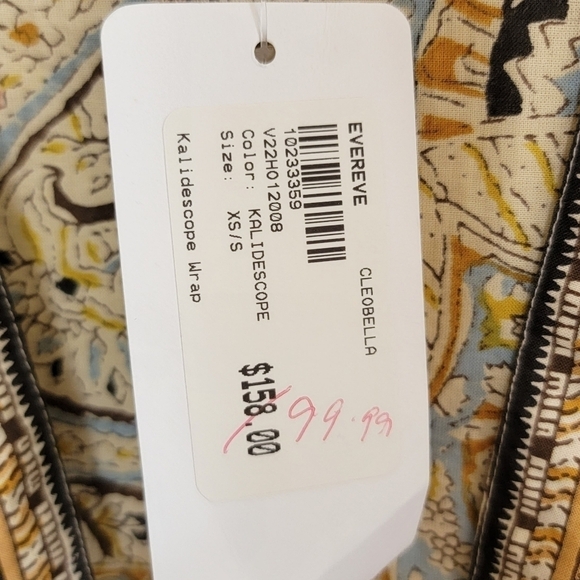 EVEREVE
CLEOBELLA
10233359
V22H012008
Color: KALIDESCOPE
Size: XS/S
$158.00
99.99
Kalidescope Wrap